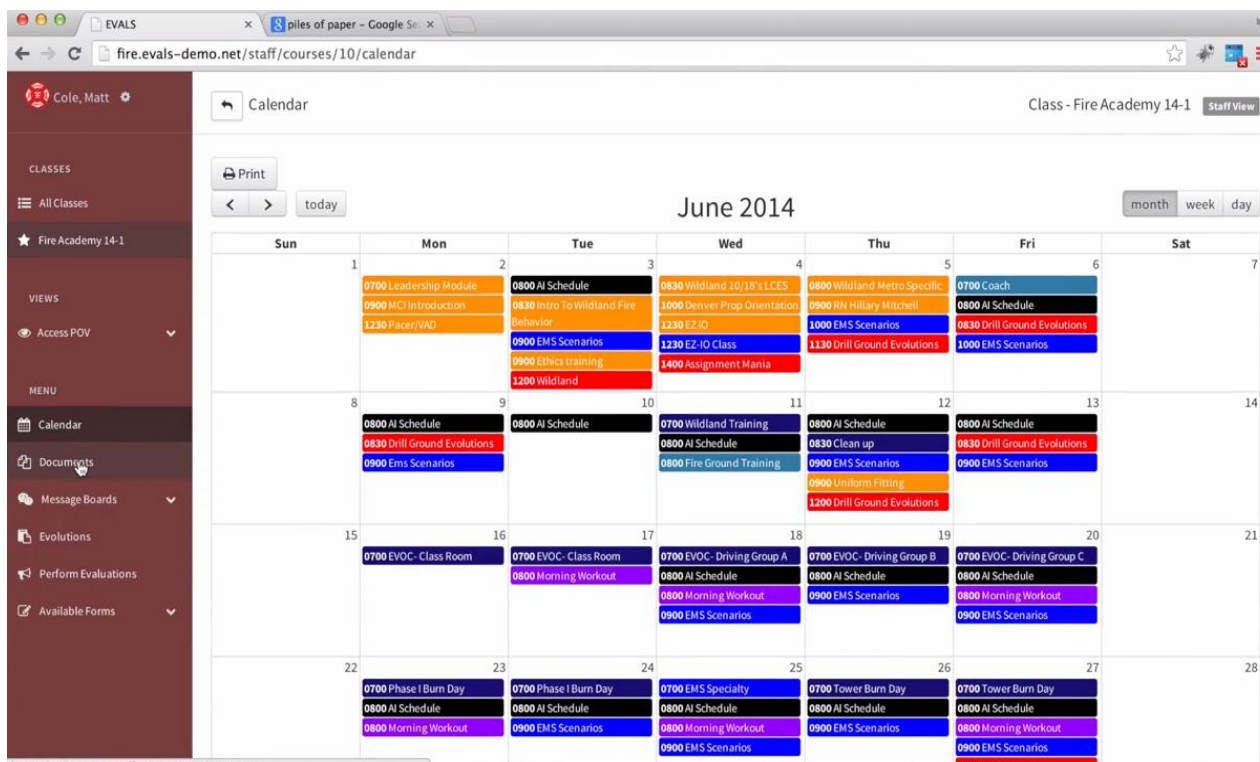 EVALS
piles of paper – Google Se
fire.evals-demo.net/staff/courses/10/calendar
Cole, Matt
Calendar
Class - Fire Academy 14-1 Staff View
CLASSES
All Classes
Fire Academy 14-1
VIEWS
Access POV
MENU
Calendar
Documents
Message Boards
Evolutions
Perform Evaluations
Available Forms
Print
today
June 2014
month week day
Sun Mon Tue Wed Thu Fri Sat
1
2
0700 Leadership Module
0900 MCI Introduction
1230 Pacer/VAD
3
0800 AI Schedule
0830 Intro To Wildland Fire
Behavior
0900 EMS Scenarios
0900 Ethics training
1200 Wildland
4
0830 Wildland 10/18's LCES
1000 Denver Prop Orientation
1230 EZ IO
1230 EZ-IO Class
1400 Assignment Mania
5
0800 Wildland Metro Specific
0900 RN Hillary Mitchell
1000 EMS Scenarios
1130 Drill Ground Evolutions
6
0700 Coach
0800 AI Schedule
0830 Drill Ground Evolutions
1000 EMS Scenarios
7
8
9
0800 AI Schedule
0830 Drill Ground Evolutions
0900 Ems Scenarios
10
0800 AI Schedule
11
0700 Wildland Training
0800 AI Schedule
0800 Fire Ground Training
12
0800 AI Schedule
0830 Clean up
0900 EMS Scenarios
0900 Uniform Fitting
1200 Drill Ground Evolutions
13
0800 AI Schedule
0830 Drill Ground Evolutions
0900 EMS Scenarios
14
15
16
0700 EVOC- Class Room
17
0700 EVOC- Class Room
0800 Morning Workout
18
0700 EVOC- Driving Group A
0800 AI Schedule
0800 Morning Workout
0900 EMS Scenarios
19
0700 EVOC- Driving Group B
0800 AI Schedule
0900 EMS Scenarios
20
0700 EVOC- Driving Group C
0800 AI Schedule
0800 Morning Workout
0900 EMS Scenarios
21
22
23
0700 Phase I Burn Day
0800 AI Schedule
0800 Morning Workout
24
0700 Phase I Burn Day
0800 AI Schedule
0900 EMS Scenarios
25
0700 EMS Specialty
0800 AI Schedule
0800 Morning Workout
0900 EMS Scenarios
26
0700 Tower Burn Day
0800 AI Schedule
0900 EMS Scenarios
27
0700 Tower Burn Day
0800 AI Schedule
0800 Morning Workout
0900 EMS Scenarios
28